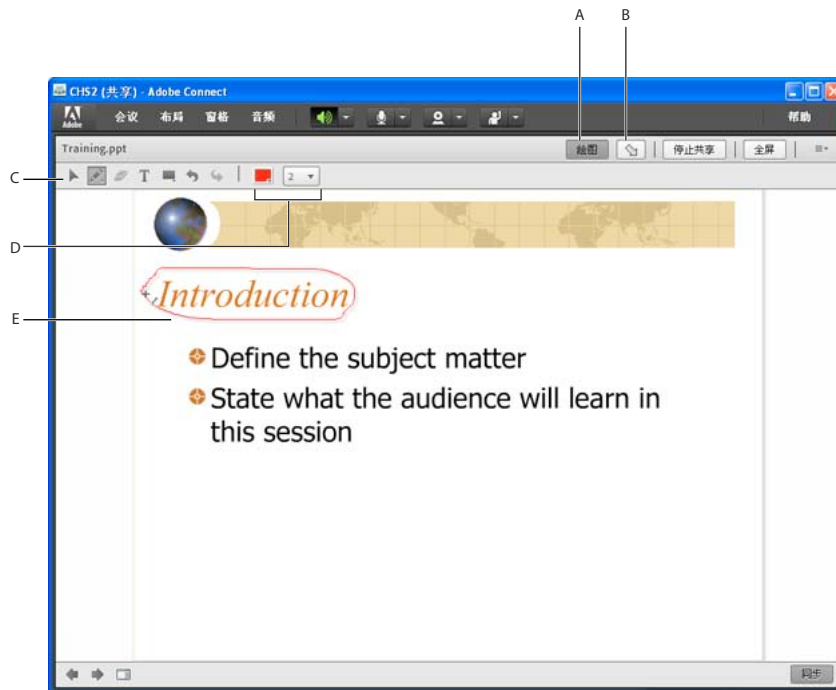 A B
CHS2 (共享) - Adobe Connect
Adobe 会议 布局 窗格 音频 帮助
Training.ppt 绘图 停止共享 全屏
C
T 2
D
Introduction
E
Define the subject matter
State what the audience will learn in
this session
同步